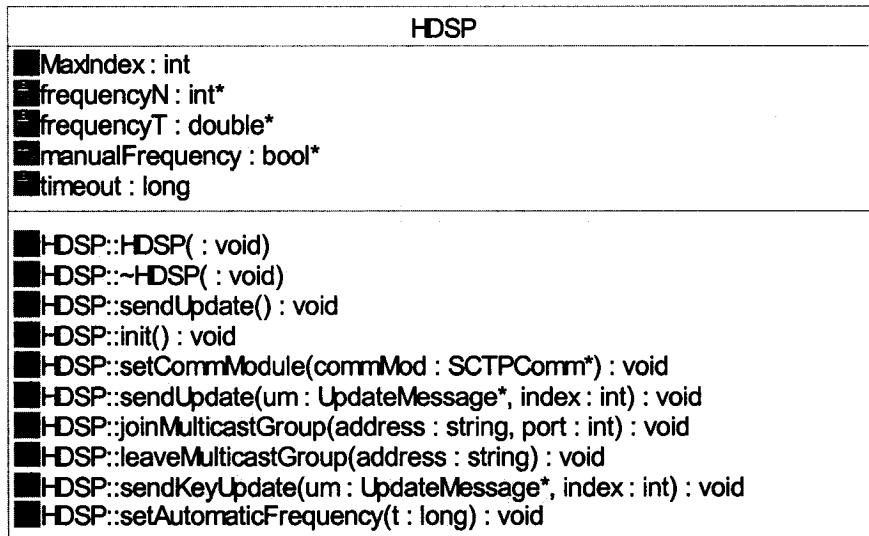 HDSP
MaxIndex : int
frequencyN : int*
frequencyT : double*
manualFrequency : bool*
timeout : long
HDSP::HDSP( : void)
HDSP::~HDSP( : void)
HDSP::sendUpdate() : void
HDSP::init() : void
HDSP::setCommModule(commMod : SCTPComm*) : void
HDSP::sendUpdate(um : UpdateMessage*, index : int) : void
HDSP::joinMulticastGroup(address : string, port : int) : void
HDSP::leaveMulticastGroup(address : string) : void
HDSP::sendKeyUpdate(um : UpdateMessage*, index : int) : void
HDSP::setAutomaticFrequency(t : long) : void